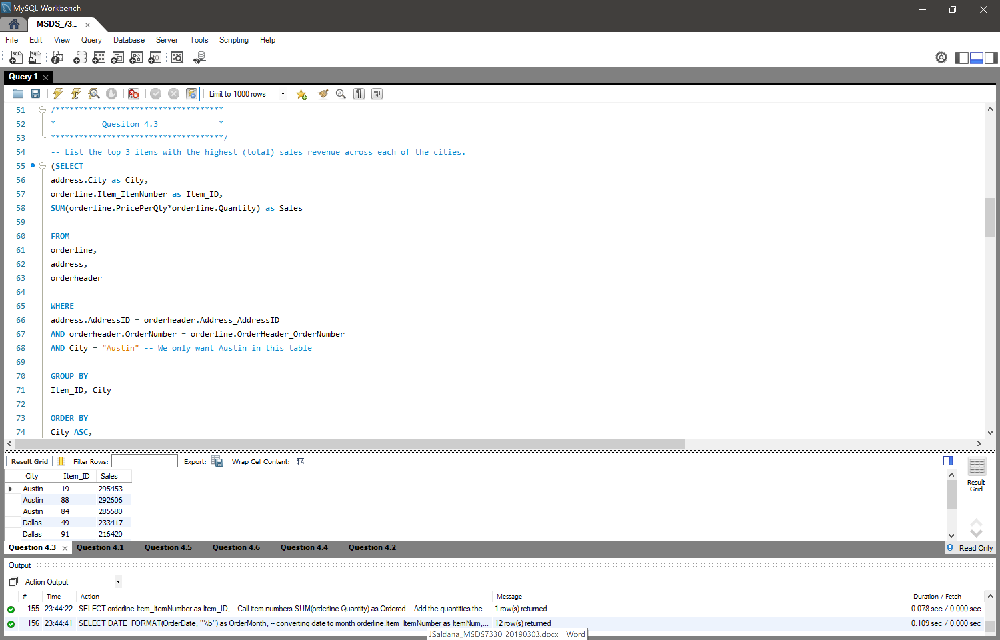 MySQL Workbench
MSDS_73...
File Edit View Query Database Server Tools Scripting Help
Query 1
Limit to 1000 rows
51 /************************************
52 * Quesiton 4.3 *
53 *************************************/
54 -- List the top 3 items with the highest (total) sales revenue across each of the cities.
55 (SELECT
56 address.City as City,
57 orderline.Item_ItemNumber as Item_ID,
58 SUM(orderline.PricePerQty*orderline.Quantity) as Sales
59
60 FROM
61 orderline,
62 address,
63 orderheader
64
65 WHERE
66 address.AddressID = orderheader.Address_AddressID
67 AND orderheader.OrderNumber = orderline.OrderHeader_OrderNumber
68 AND City = "Austin" -- We only want Austin in this table
69
70 GROUP BY
71 Item_ID, City
72
73 ORDER BY
74 City ASC,
Result Grid Filter Rows: Export: Wrap Cell Content:
City Item_ID Sales
Austin 19 295453
Austin 88 292606
Austin 84 285580
Dallas 49 233417
Dallas 91 216420
Result
Grid
Question 4.3 Question 4.1 Question 4.5 Question 4.6 Question 4.4 Question 4.2
Read Only
Output
Action Output
# Time Action Message Duration / Fetch
155 23:44:22 SELECT orderline.Item_ItemNumber as Item_ID, -- Call item numbers SUM(orderline.Quantity) as Ordered -- Add the quantities the... 1 row(s) returned 0.078 sec / 0.000 sec
156 23:44:41 SELECT DATE_FORMAT(OrderDate, "%b") as OrderMonth, -- converting date to month orderline.Item_ItemNumber as ItemNum,... 12 row(s) returned 0.109 sec / 0.000 sec
JSaldana_MSDS7330-20190303.docx - Word